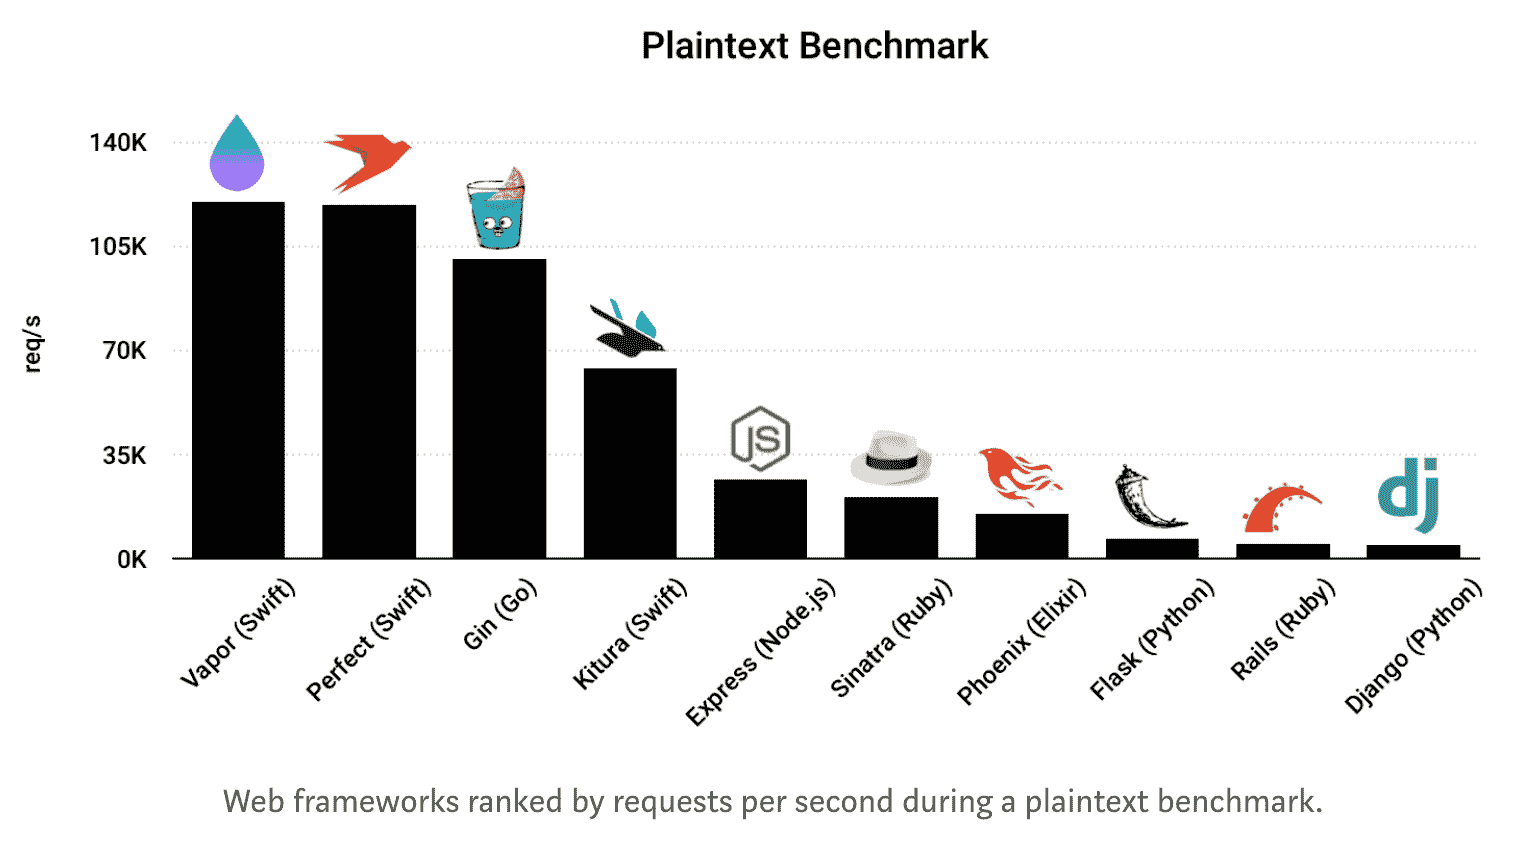 Plaintext Benchmark
140K
105K
70K
35K
0K
req/s
Vapor (Swift)
Perfect (Swift)
Gin (Go)
Kitura (Swift)
Express (Node.js)
Sinatra (Ruby)
Phoenix (Elixir)
Flask (Python)
Rails (Ruby)
Django (Python)
JS
dj
Web frameworks ranked by requests per second during a plaintext benchmark.